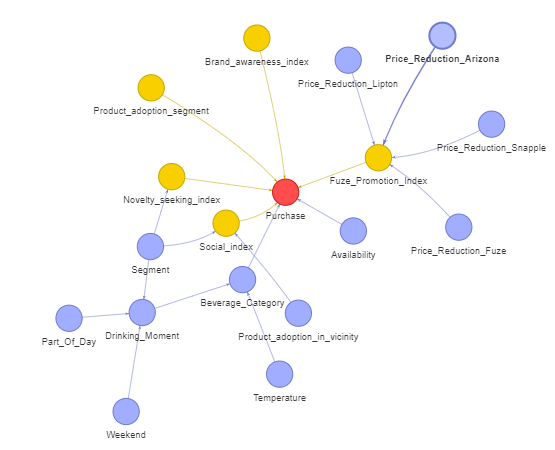 Brand_awareness_index
Price_Reduction_Arizona
Price_Reduction_Lipton
Product_adoption_segment
Price_Reduction_Snapple
Fuze_Promotion_Index
Novelty_seeking_index
Purchase
Social_index
Availability
Price_Reduction_Fuze
Segment
Beverage_Category
Drinking_Moment
Product_adoption_in_vicinity
Part_Of_Day
Temperature
Weekend